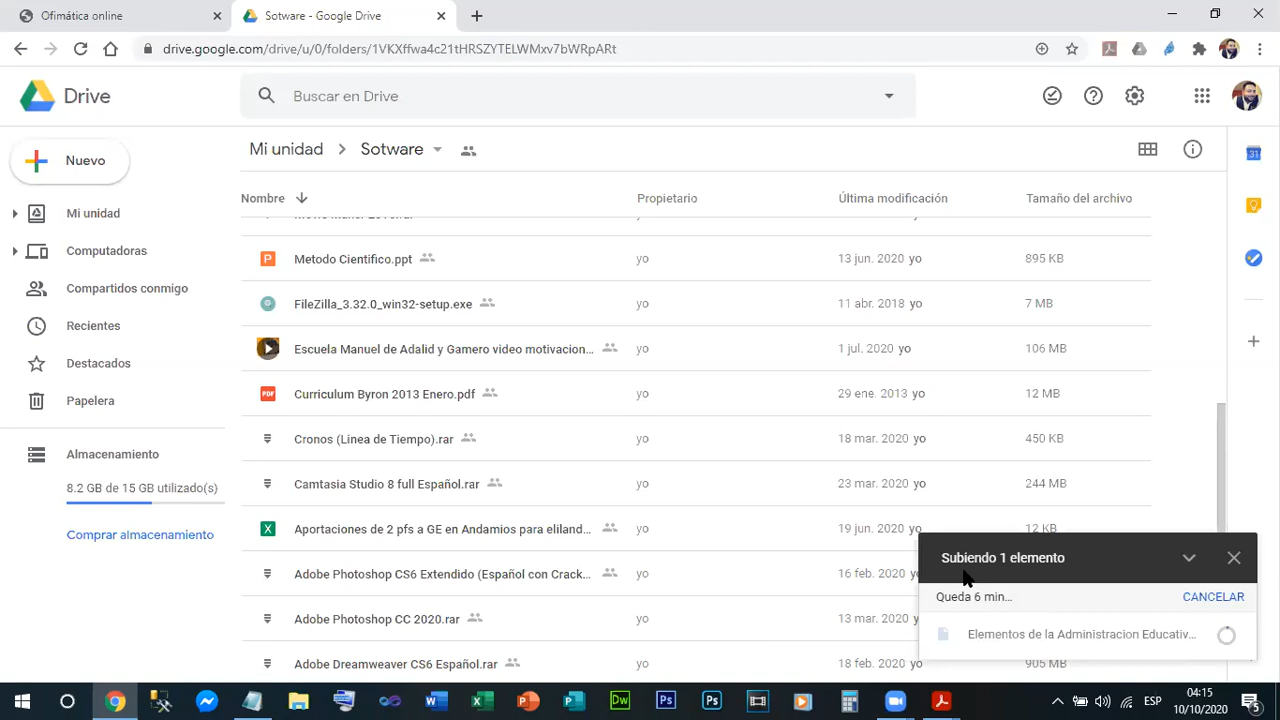 Ofimática online
Sotware - Google Drive
drive.google.com/drive/u/0/folders/1VKXffwa4c21tHRSZYTELWMxv7bWRpARt
Drive
Buscar en Drive
Nuevo
Mi unidad
Sotware
Nombre
Propietario
Última modificación
Tamaño del archivo
Mi unidad
Computadoras
Compartidos conmigo
Recientes
Destacados
Papelera
Almacenamiento
8.2 GB de 15 GB utilizado(s)
Comprar almacenamiento
Metodo Cientifico.ppt yo 13 jun. 2020 yo 895 KB
FileZilla_3.32.0_win32-setup.exe yo 11 abr. 2018 yo 7 MB
Escuela Manuel de Adalid y Gamero video motivacion... yo 1 jul. 2020 yo 106 MB
Curriculum Byron 2013 Enero.pdf yo 29 ene. 2013 yo 12 MB
Cronos (Linea de Tiempo).rar yo 18 mar. 2020 yo 450 KB
Camtasia Studio 8 full Español.rar yo 23 mar. 2020 yo 244 MB
Aportaciones de 2 pfs a GE en Andamios para eliland... yo 19 jun. 2020 yo 12 KB
Adobe Photoshop CS6 Extendido (Español con Crack... yo 16 feb. 2020 yo
Adobe Photoshop CC 2020.rar yo 13 mar. 2020
Adobe Dreamweaver CS6 Español.rar yo 18 feb. 2020 yo 905 MB
Subiendo 1 elemento
Queda 6 min...
CANCELAR
Elementos de la Administracion Educativ...
31
ESP
04:15
10/10/2020
5